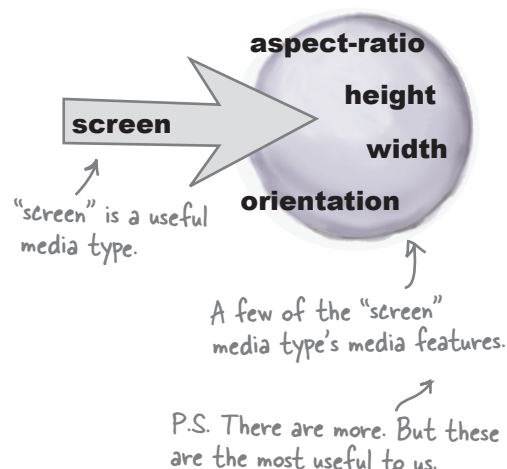 aspect-ratio
height
screen
width
orientation
"screen" is a useful
media type.
A few of the "screen"
media type's media features.
P.S. There are more. But these
are the most useful to us.